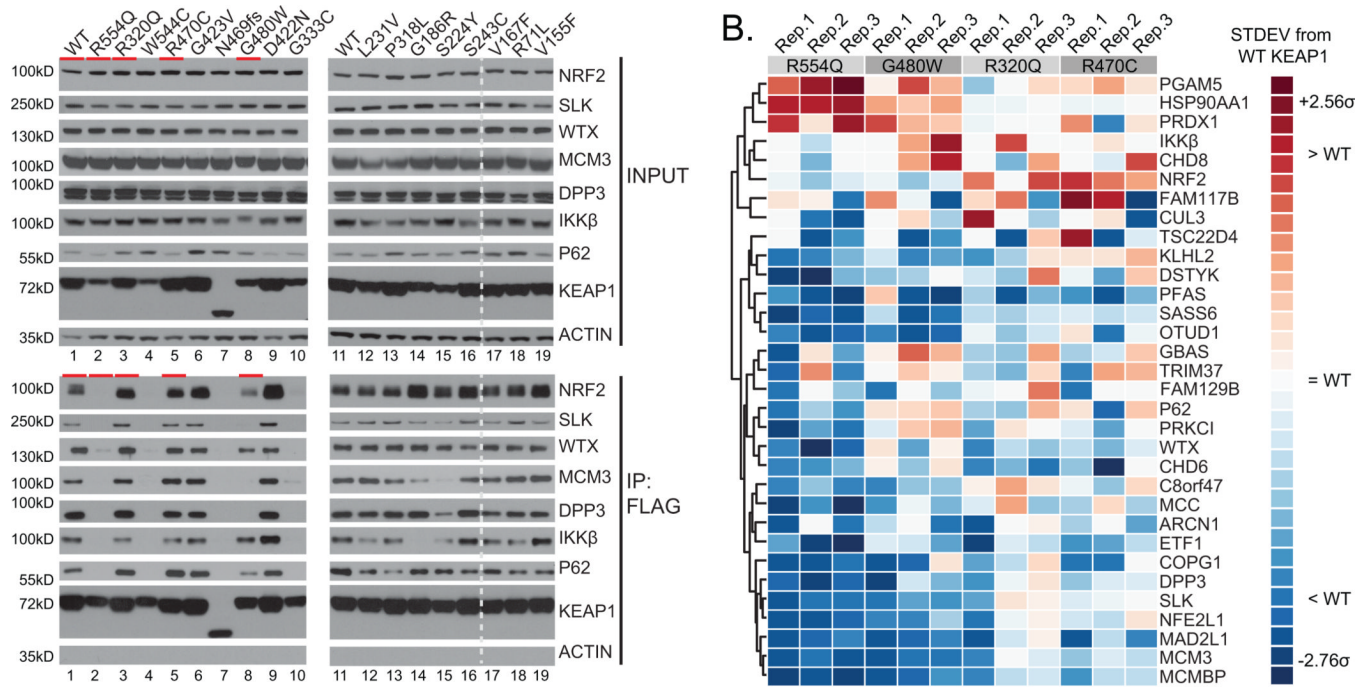 WT R554Q R320Q W544C R470C G423V N469fs G480W D422N G333C
WT L231V P318L G186R S224Y S243C V167F R71L V155F
100kD NRF2
250kD SLK
130kD WTX
100kD MCM3
100kD DPP3
100kD IKKβ
55kD P62
72kD KEAP1
35kD ACTIN
INPUT
1 2 3 4 5 6 7 8 9 10 11 12 13 14 15 16 17 18 19
100kD NRF2
250kD SLK
130kD WTX
100kD MCM3
100kD DPP3
100kD IKKβ
55kD P62
72kD KEAP1
35kD ACTIN
IP:
FLAG
1 2 3 4 5 6 7 8 9 10 11 12 13 14 15 16 17 18 19
B.
Rep.1 Rep.2 Rep.3 Rep.1 Rep.2 Rep.3 Rep.1 Rep.2 Rep.3 Rep.1 Rep.2 Rep.3
R554Q G480W R320Q R470C
PGAM5
HSP90AA1
PRDX1
IKKβ
CHD8
NRF2
FAM117B
CUL3
TSC22D4
KLHL2
DSTYK
PFAS
SASS6
OTUD1
GBAS
TRIM37
FAM129B
P62
PRKCI
WTX
CHD6
C8orf47
MCC
ARCN1
ETF1
COPG1
DPP3
SLK
NFE2L1
MAD2L1
MCM3
MCMBP
STDEV from
WT KEAP1
+2.56σ
> WT
= WT
< WT
-2.76σ